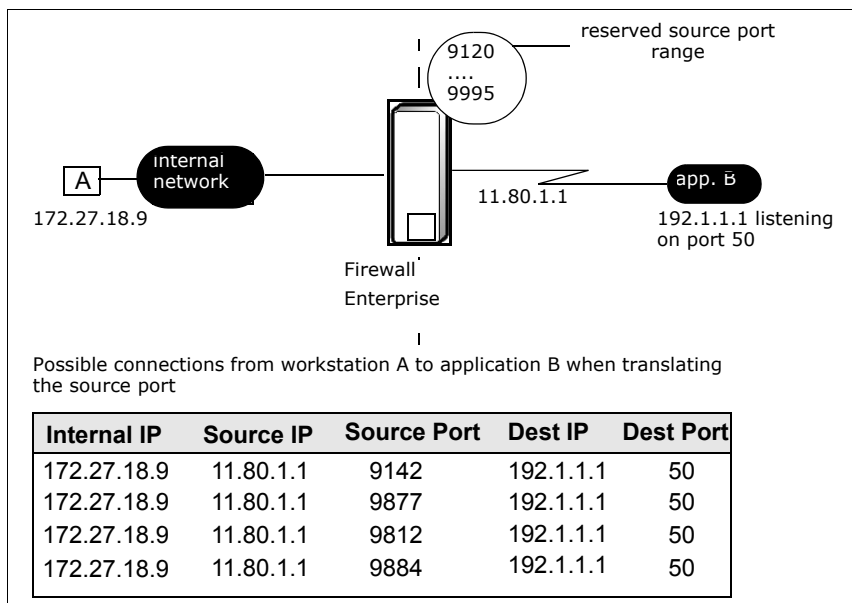 reserved source port
range
9120
....
9995
A
internal
network
172.27.18.9
11.80.1.1
app. B
192.1.1.1 listening
on port 50
Firewall
Enterprise
Possible connections from workstation A to application B when translating
the source port
Internal IP Source IP Source Port Dest IP Dest Port
172.27.18.9 11.80.1.1 9142 192.1.1.1 50
172.27.18.9 11.80.1.1 9877 192.1.1.1 50
172.27.18.9 11.80.1.1 9812 192.1.1.1 50
172.27.18.9 11.80.1.1 9884 192.1.1.1 50